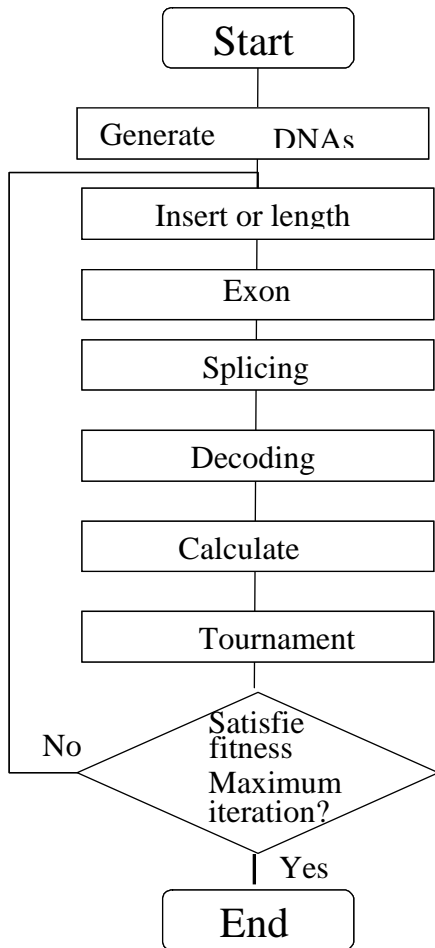 Start
Generate DNAs
Insert or length
Exon
Splicing
Decoding
Calculate
Tournament
Satisfie
fitness
Maximum
iteration?
No
Yes
End